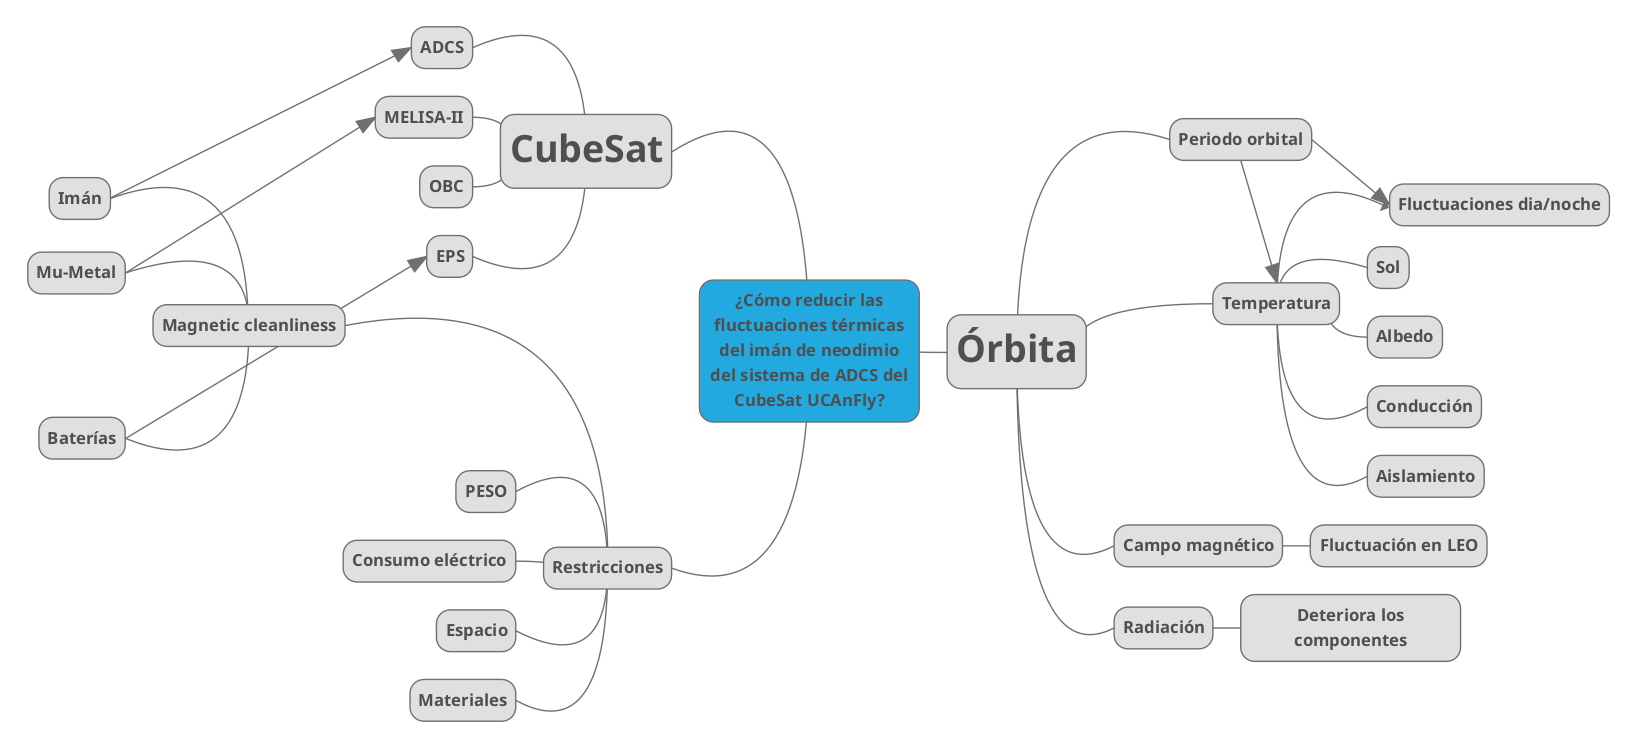 ADCS
MELISA-II
CubeSat
OBC
EPS
Imán
Mu-Metal
Magnetic cleanliness
Baterías
PESO
Consumo eléctrico
Restricciones
Espacio
Materiales
¿Cómo reducir las
fluctuaciones térmicas
del imán de neodimio
del sistema de ADCS del
CubeSat UCAnFly?
Órbita
Periodo orbital
Fluctuaciones dia/noche
Sol
Temperatura
Albedo
Conducción
Aislamiento
Campo magnético
Fluctuación en LEO
Radiación
Deteriora los
componentes